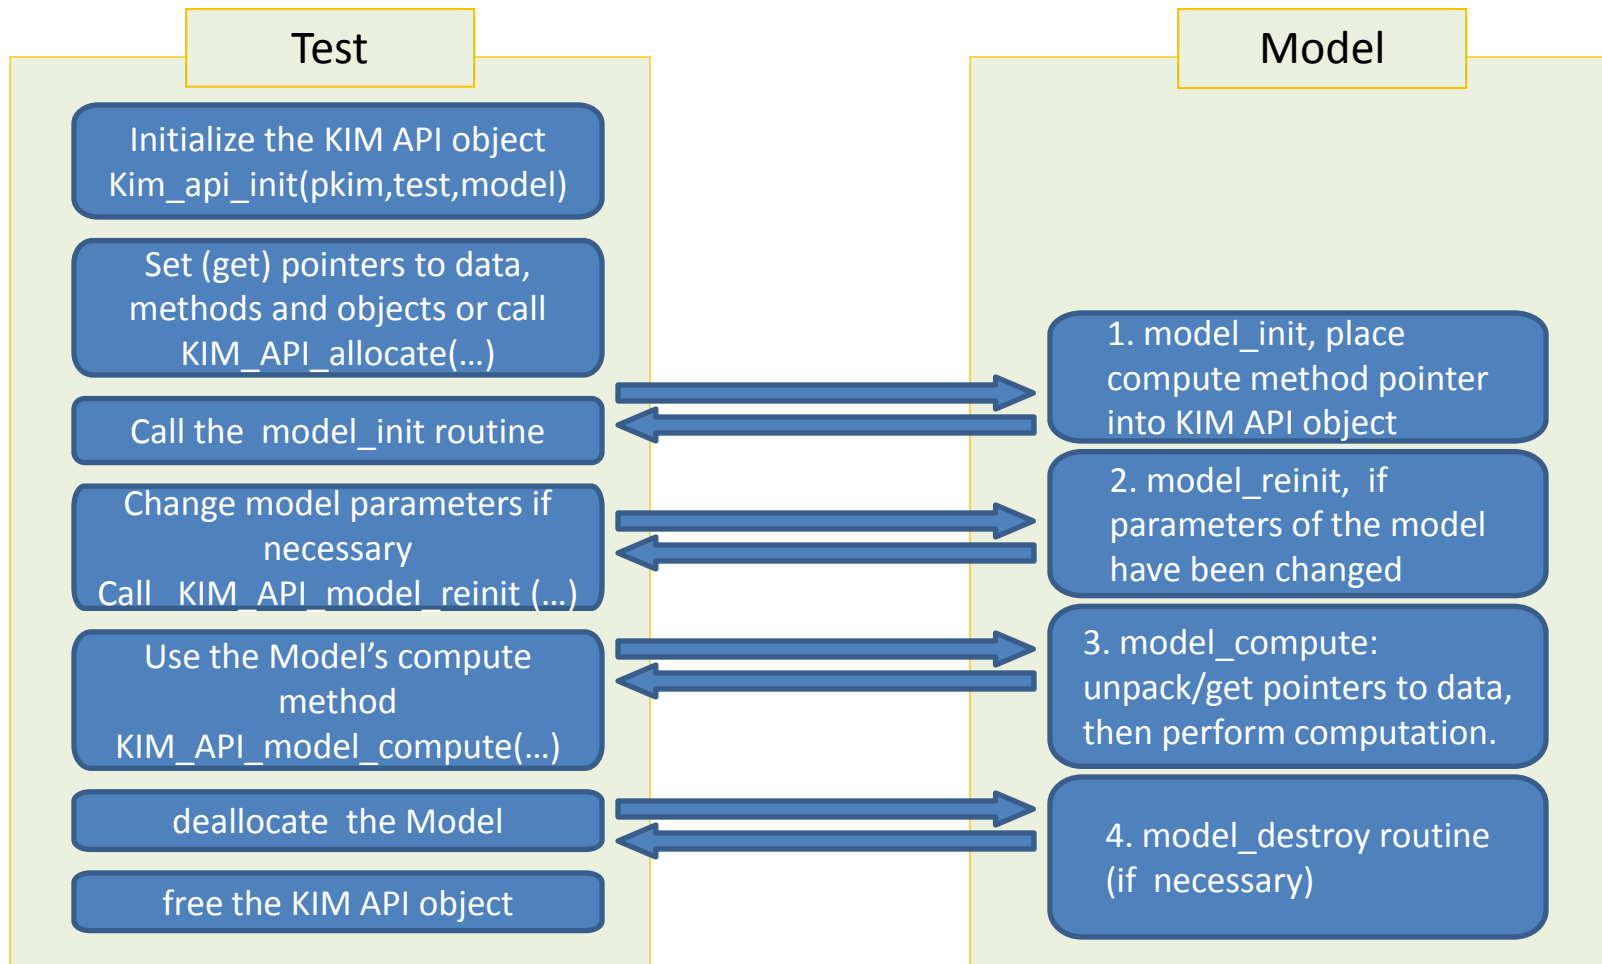 Test
Initialize the KIM API object
Kim_api_init(pkim,test,model)
Set (get) pointers to data,
methods and objects or call
KIM_API_allocate(…)
Call the  model_init routine
Change model parameters if
necessary
Call   KIM_API_model_reinit (…)
Use the Model’s compute
method
KIM_API_model_compute(…)
deallocate  the Model
free the KIM API object
Model
1. model_init, place
compute method pointer
into KIM API object
2. model_reinit,  if
parameters of the model
have been changed
3. model_compute:
unpack/get pointers to data,
then perform computation.
4. model_destroy routine
(if  necessary)